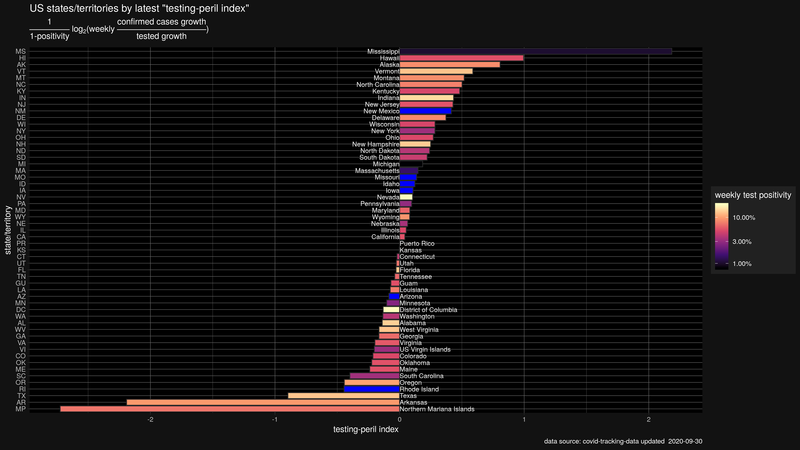 US states/territories by latest "testing-peril index"
1
1-positivity
log2(weekly
confirmed cases growth
tested growth
)
MS Mississippi
HI Hawaii
AK Alaska
VT Vermont
MT Montana
NC North Carolina
KY Kentucky
IN Indiana
NJ New Jersey
NM New Mexico
DE Delaware
WI Wisconsin
NY New York
OH Ohio
NH New Hampshire
ND North Dakota
SD South Dakota
MI Michigan
MA Massachusetts
MO Missouri
ID Idaho
IA Iowa
NV Nevada
PA Pennsylvania
MD Maryland
WY Wyoming
NE Nebraska
IL Illinois
CA California
PR Puerto Rico
KS Kansas
CT Connecticut
UT Utah
FL Florida
TN Tennessee
GU Guam
LA Louisiana
AZ Arizona
MN Minnesota
DC District of Columbia
WA Washington
AL Alabama
WV West Virginia
GA Georgia
VA Virginia
VI US Virgin Islands
CO Colorado
OK Oklahoma
ME Maine
SC South Carolina
OR Oregon
RI Rhode Island
TX Texas
AR Arkansas
MP Northern Mariana Islands
state/territory
-2 -1 0 1 2
testing-peril index
weekly test positivity
10.00%
3.00%
1.00%
data source: covid-tracking-data updated 2020-09-30